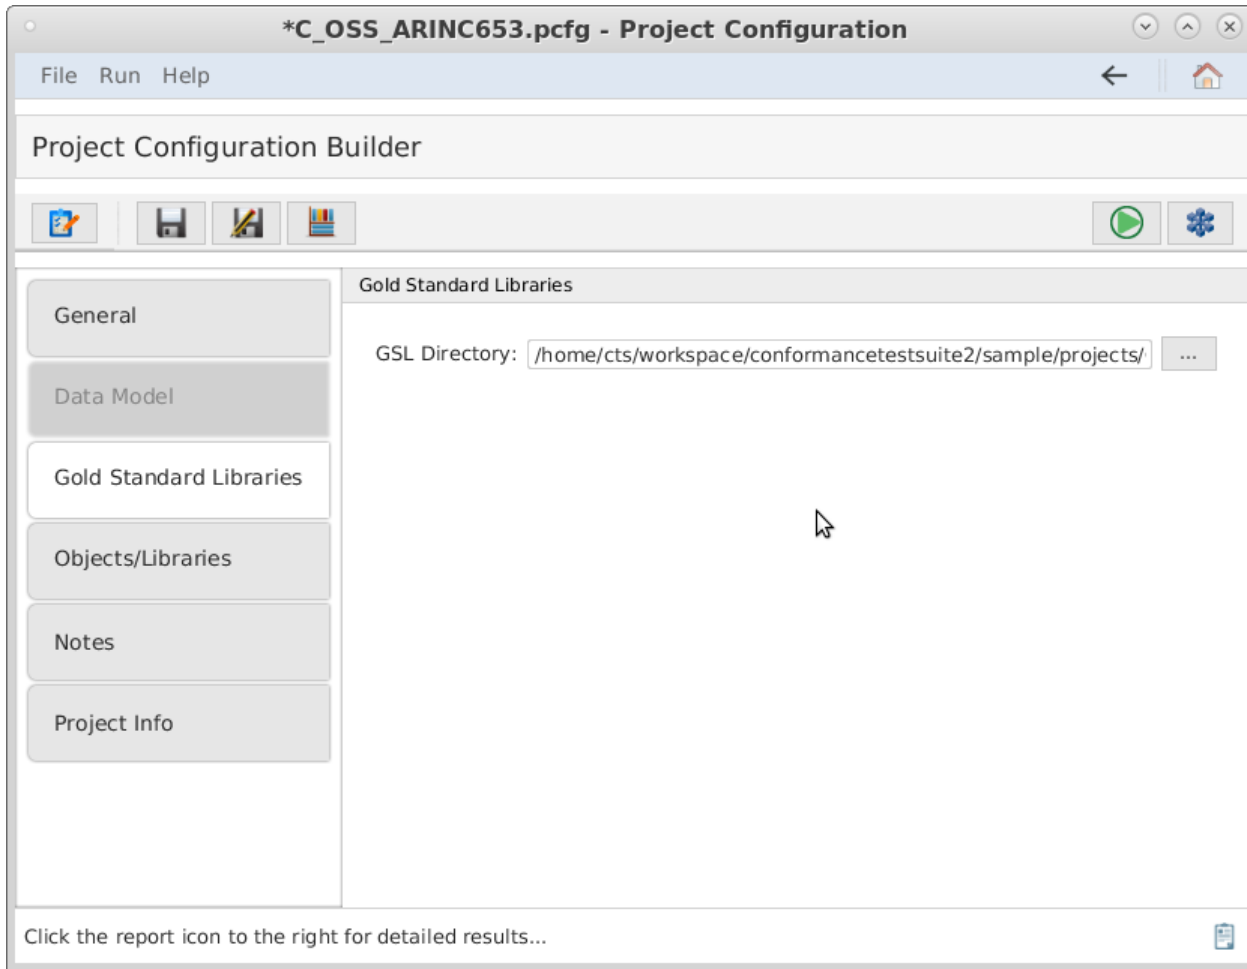 *C_OSS_ARINC653.pcfg - Project Configuration
File Run Help
Project Configuration Builder
General
Data Model
Gold Standard Libraries
Objects/Libraries
Notes
Project Info
Gold Standard Libraries
GSL Directory: /home/cts/workspace/conformancetestsuite2/sample/projects/ ...
Click the report icon to the right for detailed results...